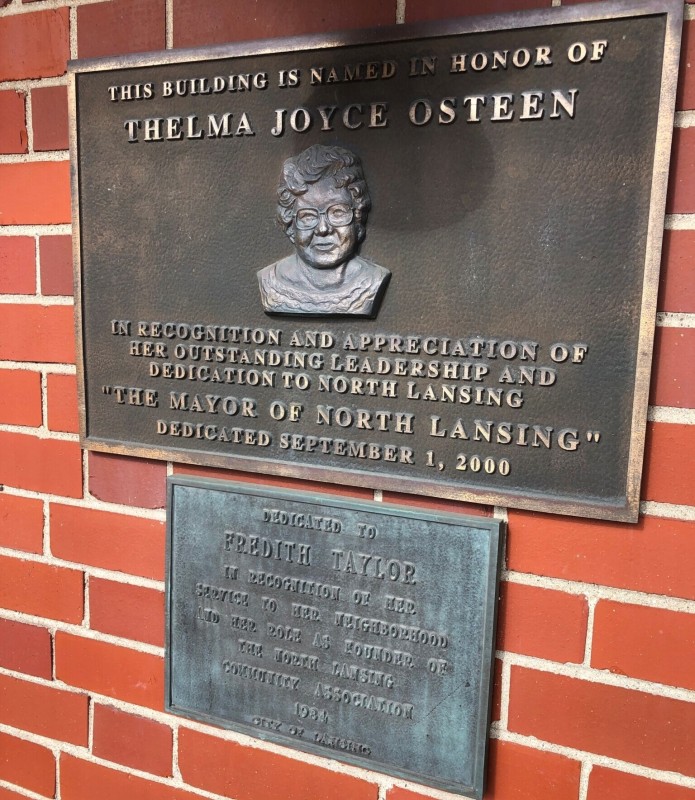 THIS BUILDING IS NAMED IN HONOR OF
THELMA JOYCE OSTEEN
IN RECOGNITION AND APPRECIATION OF
HER OUTSTANDING LEADERSHIP AND
DEDICATION TO NORTH LANSING
"THE MAYOR OF NORTH LANSING"
DEDICATED SEPTEMBER 1, 2000
DEDICATED TO
FREDITH TAYLOR
IN RECOGNITION OF HER
SERVICE TO HER NEIGHBORHOOD
AND HER ROLE AS FOUNDER OF
THE NORTH LANSING
COMMUNITY ASSOCIATION
CITY OF LANSING